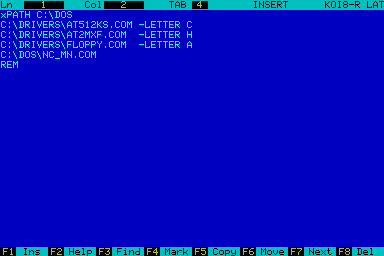 Ln 1 Col 2 TAB 4 INSERT KOI8-R LAT
xPATH C:\DOS
C:\DRIVERS\AT512KS.COM -LETTER C
C:\DRIVERS\AT2MXF.COM -LETTER H
C:\DRIVERS\FLOPPY.COM -LETTER A
C:\DOS\NC_MN.COM
REM
F1 Ins F2 Help F3 Find F4 Mark F5 Copy F6 Move F7 Next F8 Del